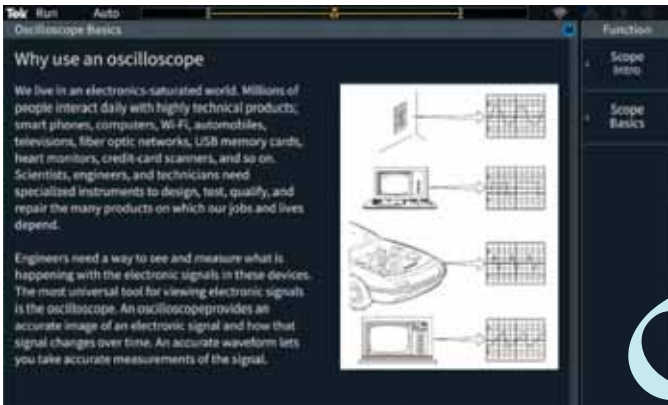 Tek Run Auto
Oscilloscope Basics
Function
Why use an oscilloscope
Scope
Intro
Scope
Basics
We live in an electronics-saturated world. Millions of
people interact daily with highly technical products;
smart phones, computers, Wi-Fi, automobiles,
televisions, fiber optic networks, USB memory cards,
heart monitors, credit-card scanners, and so on.
Scientists, engineers, and technicians need
specialized instruments to design, test, qualify, and
repair the many products on which our jobs and lives
depend.
Engineers need a way to see and measure what is
happening with the electronic signals in these devices.
The most universal tool for viewing electronic signals
is the oscilloscope. An oscilloscopeprovides an
accurate image of an electronic signal and how that
signal changes over time. An accurate waveform lets
you take accurate measurements of the signal.